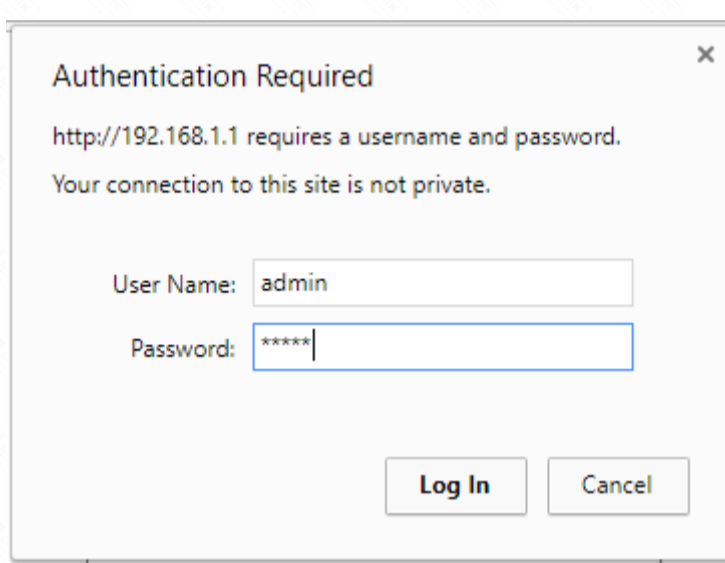 ×
Authentication Required
http://192.168.1.1 requires a username and password.
Your connection to this site is not private.
User Name: admin
Password: *****
Log In Cancel